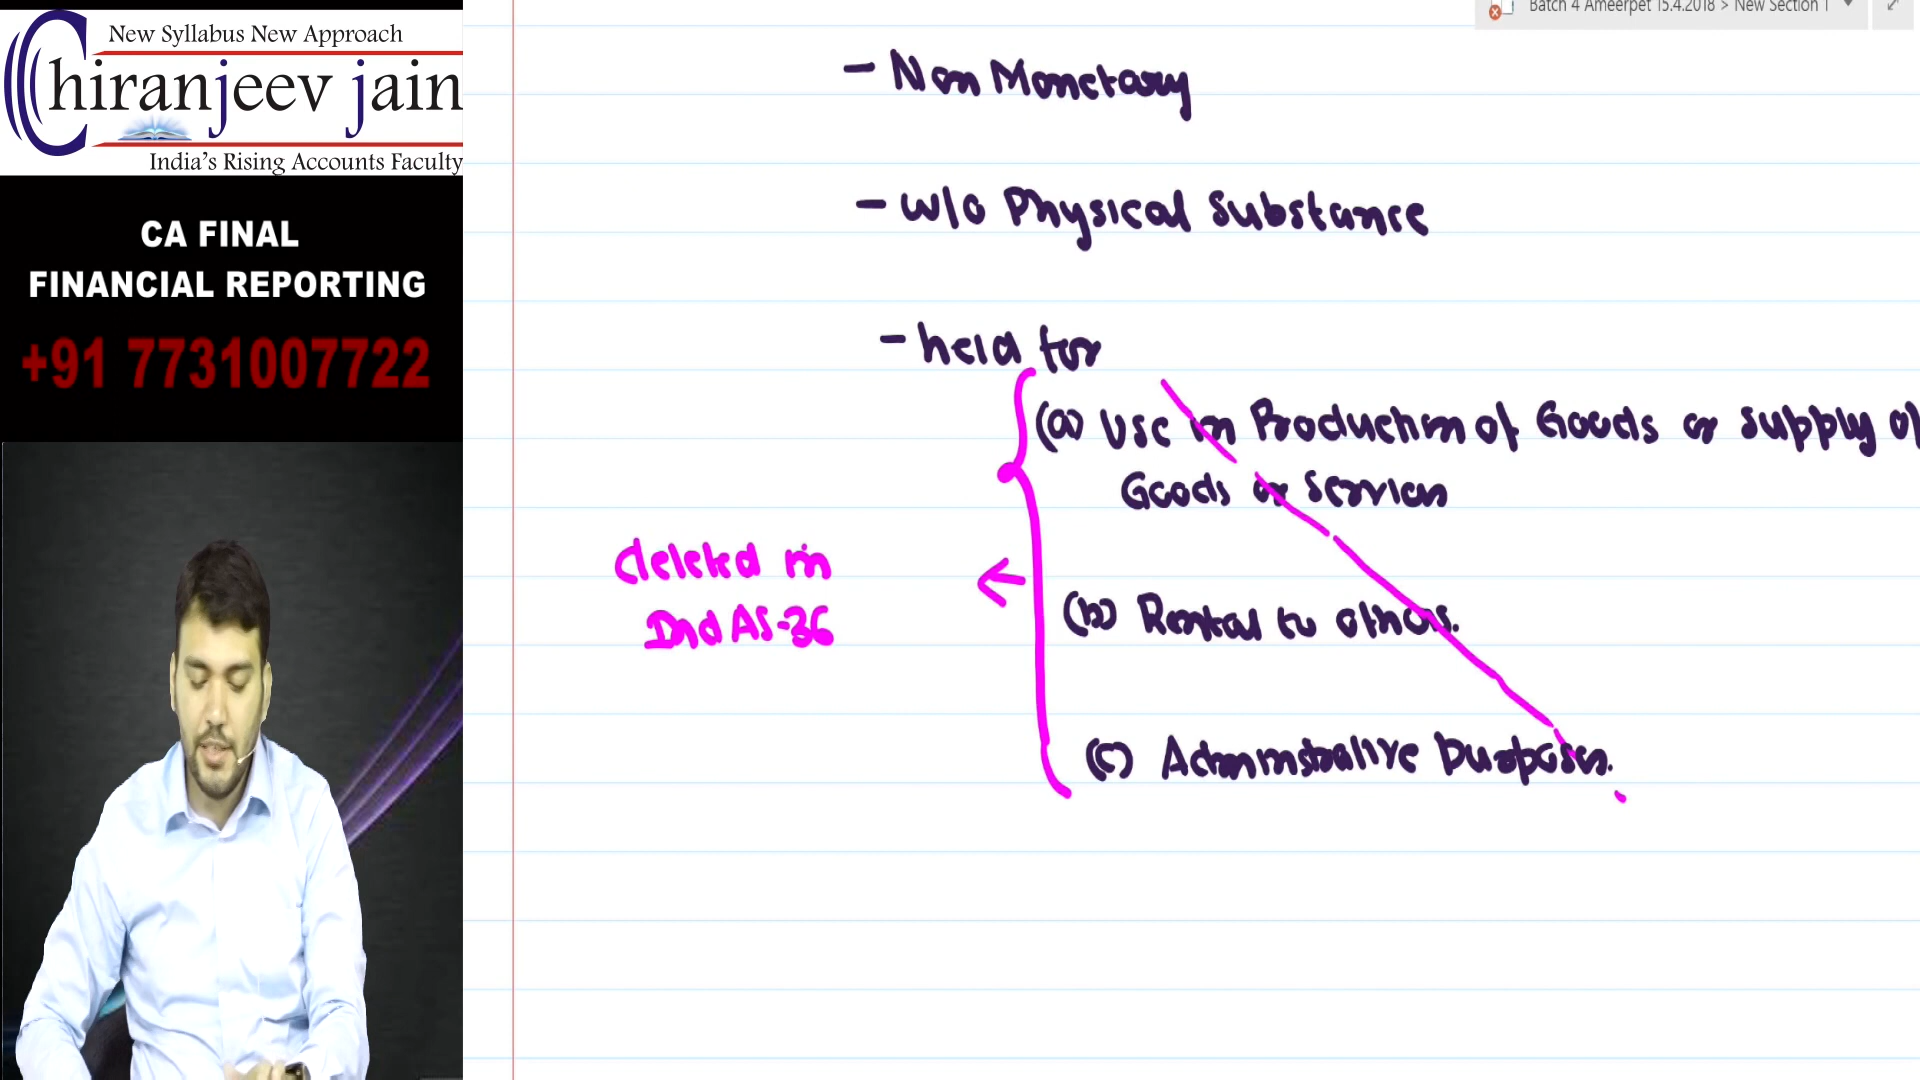 New Syllabus New Approach
Chiranjeev jain
India's Rising Accounts Faculty
CA FINAL
FINANCIAL REPORTING
+91 7731007722
Batch 4 Ameerpet 15.4.2018 > New Section 1
- Non Monetary
- w/o Physical Substance
- held for
(a) Use in Production of Goods or Supply of
Goods or Services
(b) Rental to others.
(c) Administrative Purposes.
deleted in
Ind AS-36